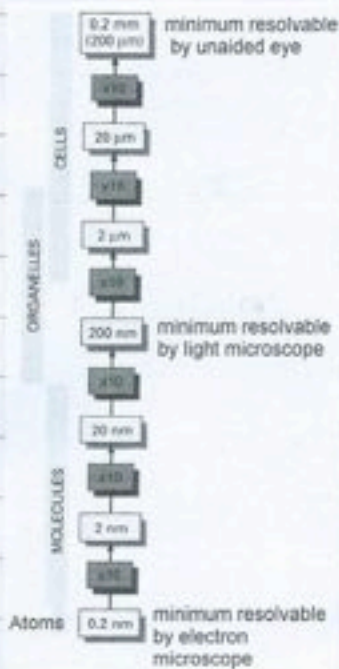 0.2 mm
(200 µm)
minimum resolvable
by unaided eye
x10
20 µm
x10
CELLS
2 µm
x10
ORGANELLES
200 nm
minimum resolvable
by light microscope
x10
20 nm
x10
MOLECULES
2 nm
x10
Atoms
0.2 nm
minimum resolvable
by electron
microscope